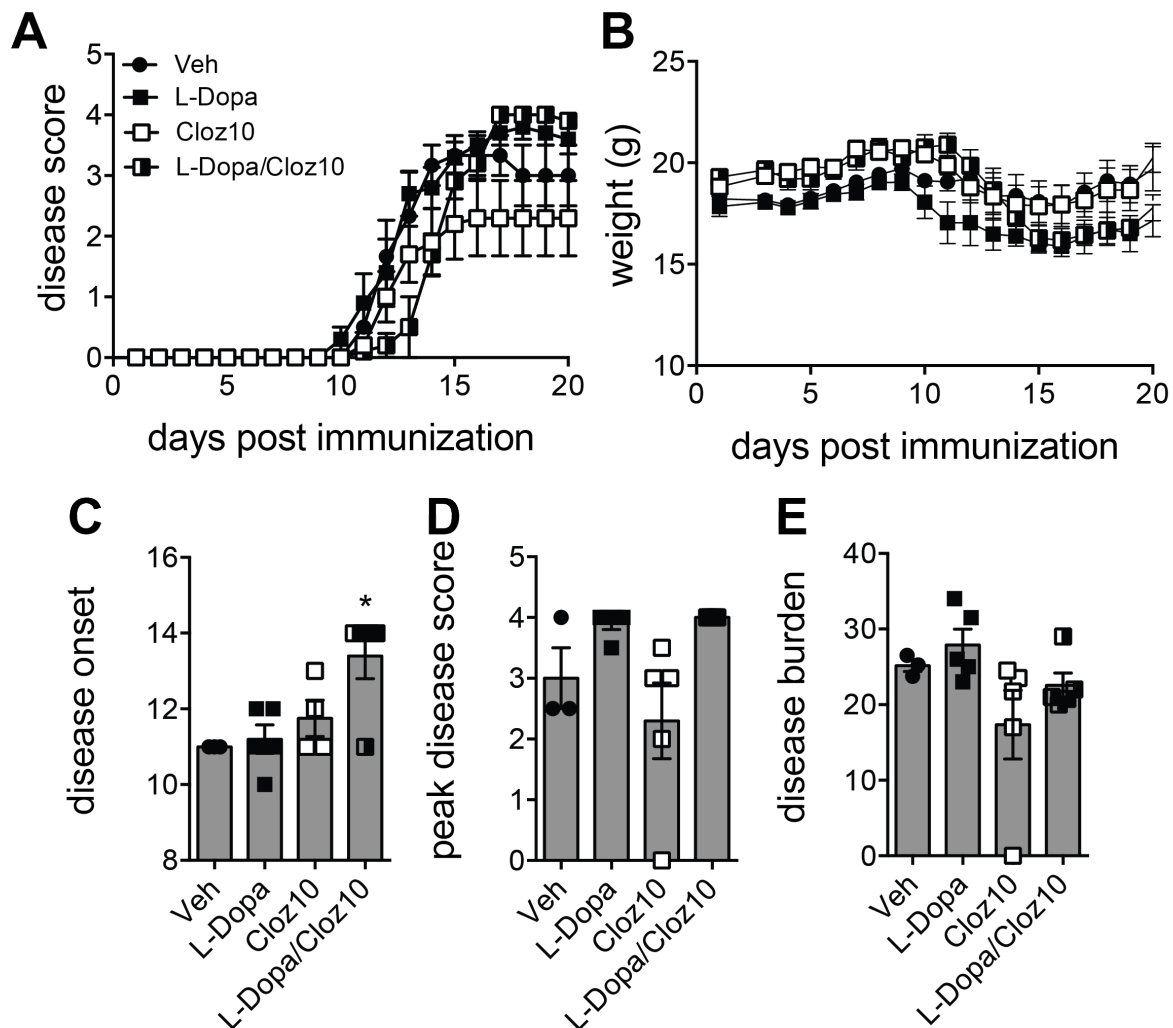 A
5
4
3
2
1
0
disease score
Veh
L-Dopa
Cloz10
L-Dopa/Cloz10
0
5
10
15
20
days post immunization
B
25
20
15
10
weight (g)
0
5
10
15
20
days post immunization
C
16
14
12
10
8
disease onset
*
Veh
L-Dopa
Cloz10
L-Dopa/Cloz10
D
5
4
3
2
1
0
peak disease score
Veh
L-Dopa
Cloz10
L-Dopa/Cloz10
E
40
30
20
10
0
disease burden
Veh
L-Dopa
Cloz10
L-Dopa/Cloz10